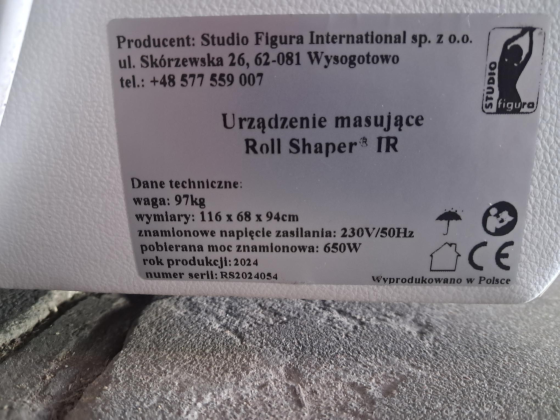 Producent: Studio Figura International sp. z o.o.
ul. Skórzewska 26, 62-081 Wysogotowo
tel.: +48 577 559 007
STUDIO
figura
Urządzenie masujące
Roll Shaper® IR
Dane techniczne:
waga: 97kg
wymiary: 116 x 68 x 94cm
znamionowe napięcie zasilania: 230V/50Hz
pobierana moc znamionowa: 650W
rok produkcji: 2024
numer serii: RS2024054
CE
Wyprodukowano w Polsce